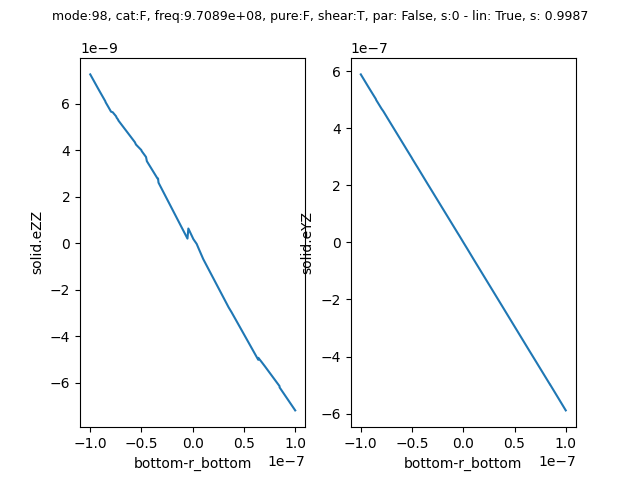 mode:98, cat:F, freq:9.7089e+08, pure:F, shear:T, par: False, s:0 - lin: True, s: 0.9987
1e−9
6
4
2
0
−2
−4
−6
solid.eZZ
−1.0 −0.5 0.0 0.5 1.0
1e−7
bottom-r_bottom
1e−7
6
4
2
0
−2
−4
−6
solid.eYZ
−1.0 −0.5 0.0 0.5 1.0
1e−7
bottom-r_bottom